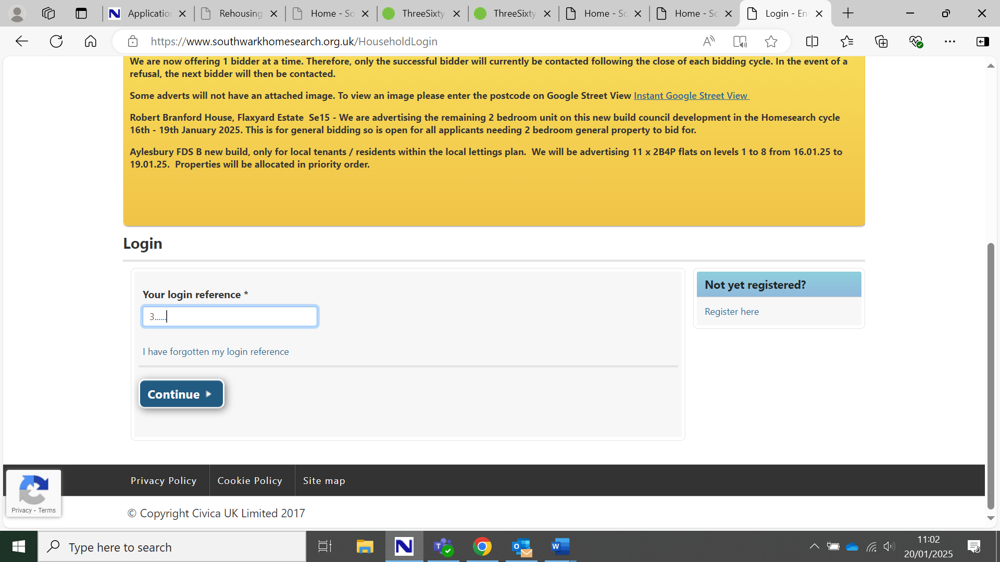 Application
Rehousing
Home - So
ThreeSixty
ThreeSixty
Home - So
Home - So
Login - En
https://www.southwarkhomesearch.org.uk/HouseholdLogin
We are now offering 1 bidder at a time. Therefore, only the successful bidder will currently be contacted following the close of each bidding cycle. In the event of a
refusal, the next bidder will then be contacted.
Some adverts will not have an attached image. To view an image please enter the postcode on Google Street View Instant Google Street View
Robert Branford House, Flaxyard Estate  Se15 - We are advertising the remaining 2 bedroom unit on this new build council development in the Homesearch cycle
16th - 19th January 2025. This is for general bidding so is open for all applicants needing 2 bedroom general property to bid for.
Aylesbury FDS B new build, only for local tenants / residents within the local lettings plan.  We will be advertising 11 x 2B4P flats on levels 1 to 8 from 16.01.25 to
19.01.25.  Properties will be allocated in priority order.
Login
Your login reference *
3......
I have forgotten my login reference
Continue
Not yet registered?
Register here
Privacy Policy
Cookie Policy
Site map
Privacy - Terms
© Copyright Civica UK Limited 2017
Type here to search
11:02
20/01/2025